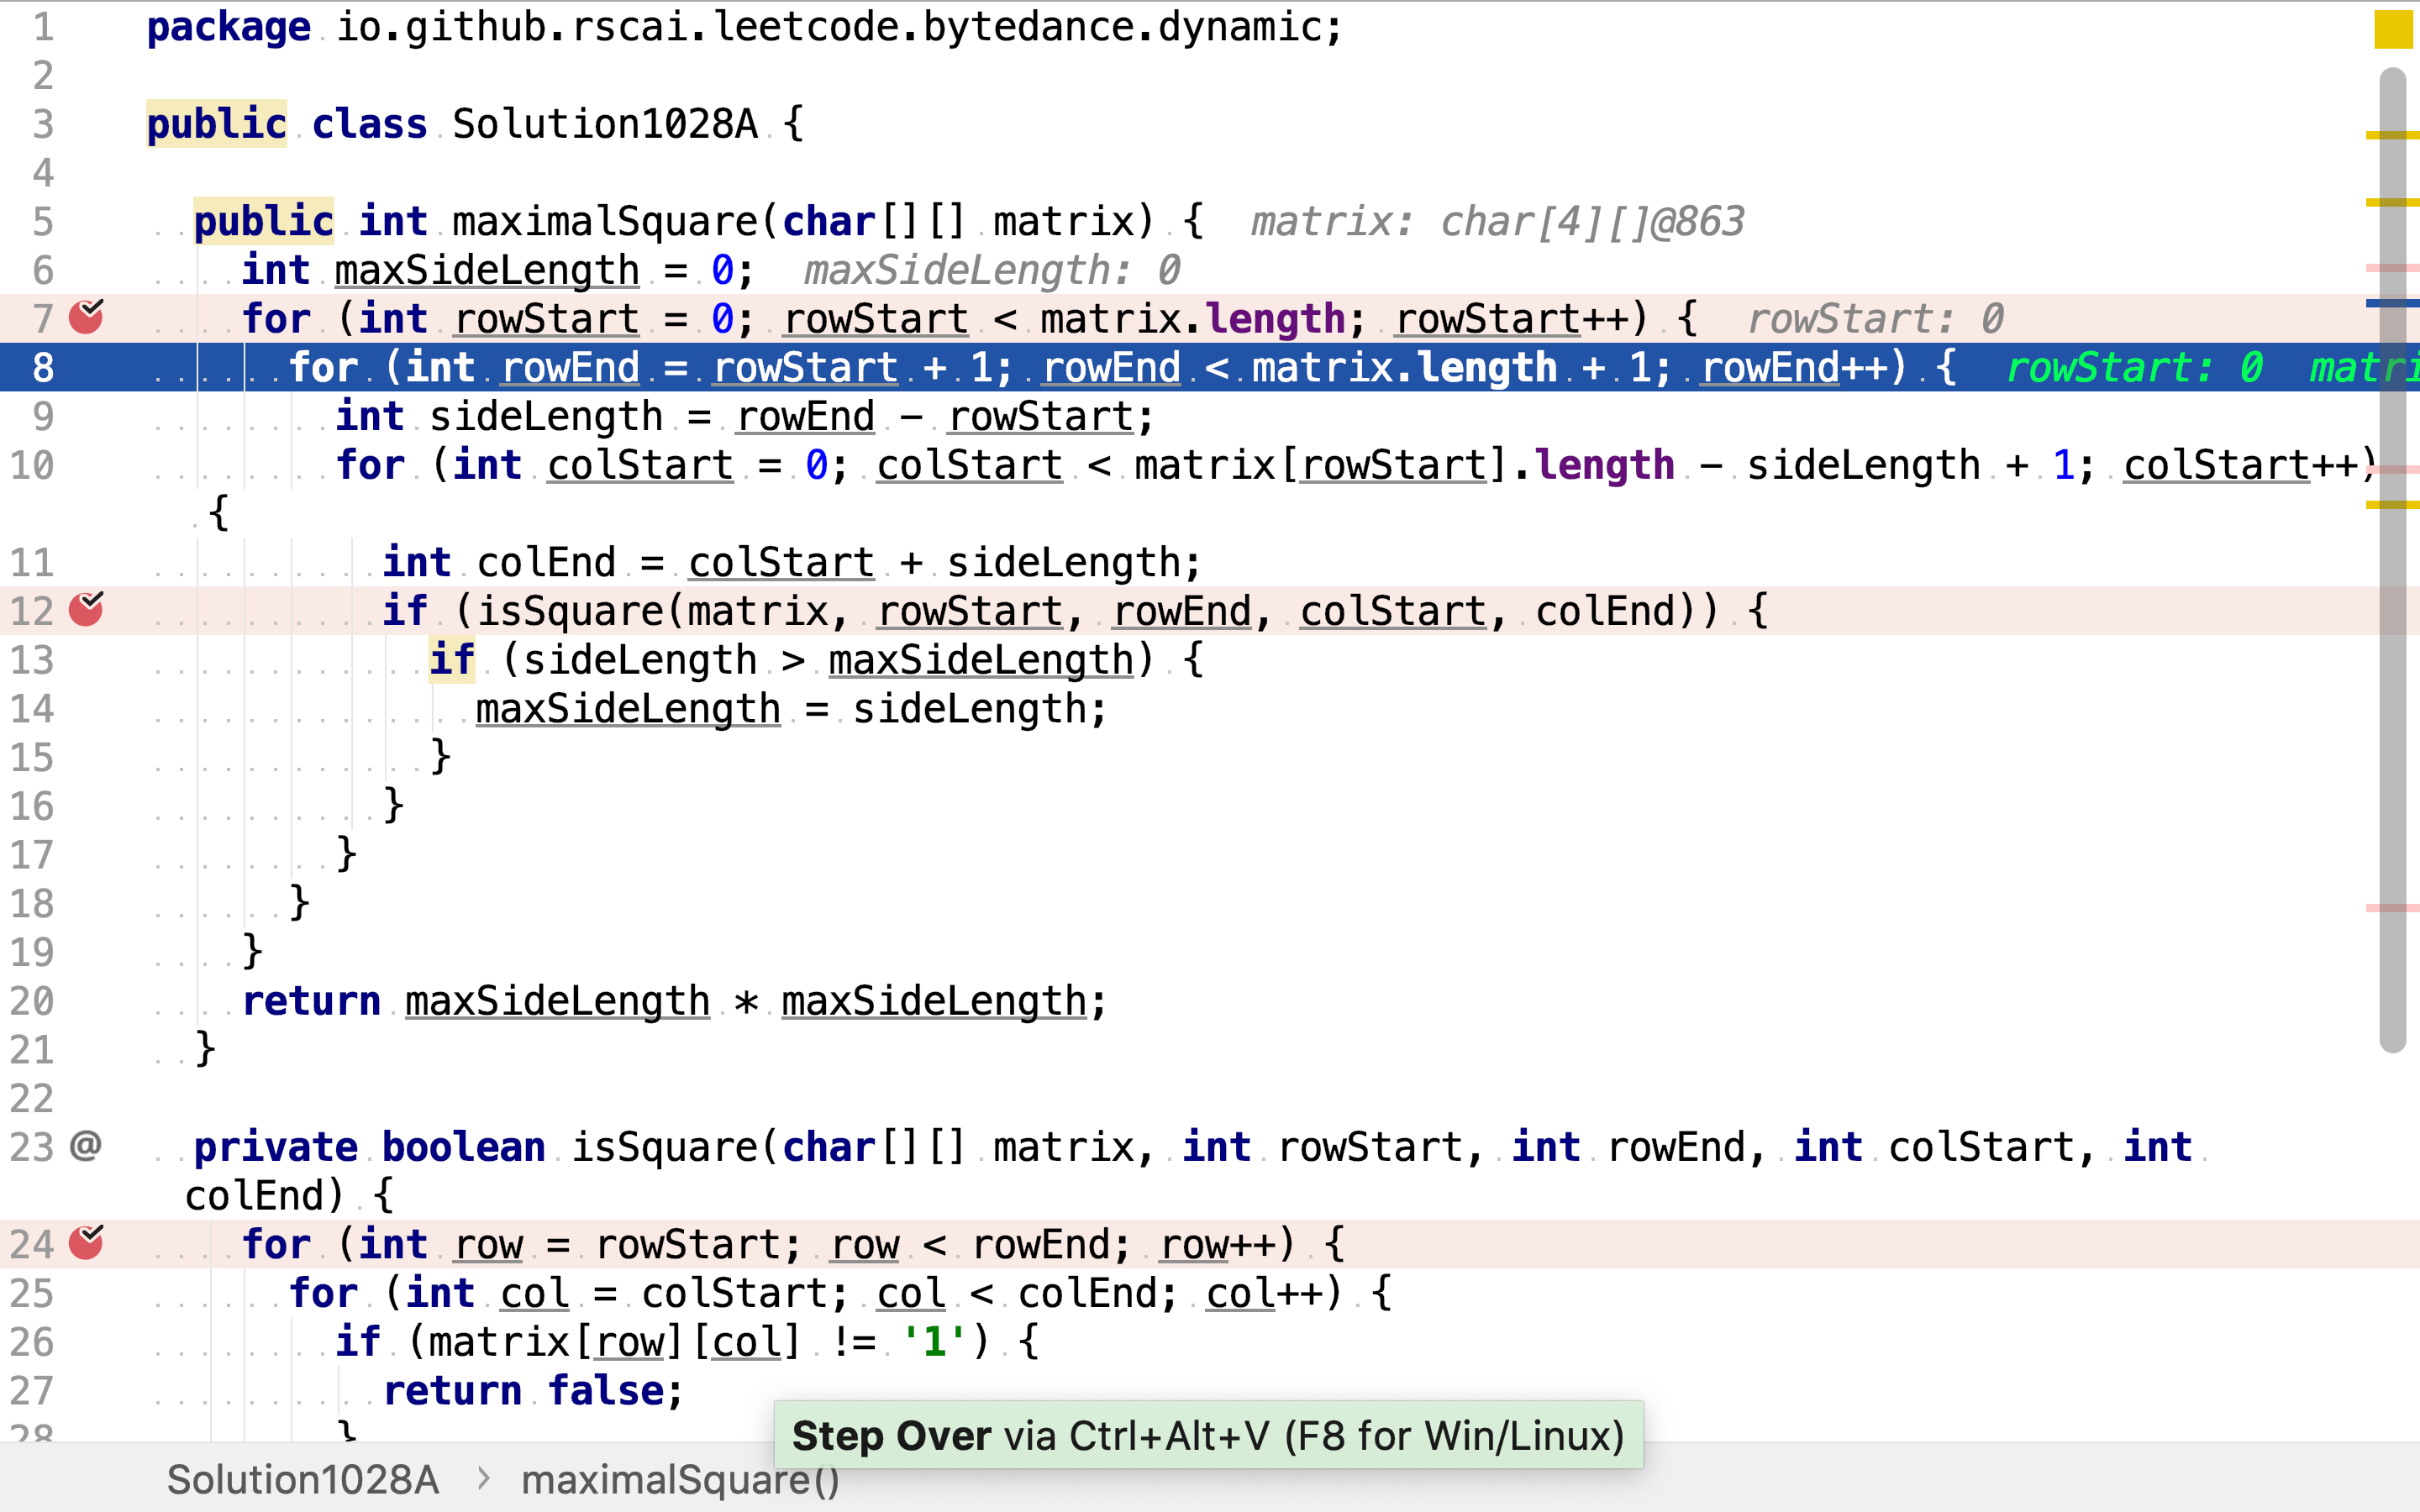 1 package io.github.rscai.leetcode.bytedance.dynamic;
2
3 public class Solution1028A {
4
5 public int maximalSquare(char[][] matrix) { matrix: char[4][]@863
6 int maxSideLength = 0; maxSideLength: 0
7 for (int rowStart = 0; rowStart < matrix.length; rowStart++) { rowStart: 0
8 for (int rowEnd = rowStart + 1; rowEnd < matrix.length + 1; rowEnd++) { rowStart: 0 matri
9 int sideLength = rowEnd - rowStart;
10 for (int colStart = 0; colStart < matrix[rowStart].length - sideLength + 1; colStart++)
{
11 int colEnd = colStart + sideLength;
12 if (isSquare(matrix, rowStart, rowEnd, colStart, colEnd)) {
13 if (sideLength > maxSideLength) {
14 maxSideLength = sideLength;
15 }
16 }
17 }
18 }
19 }
20 return maxSideLength * maxSideLength;
21 }
22
23 @ private boolean isSquare(char[][] matrix, int rowStart, int rowEnd, int colStart, int
colEnd) {
24 for (int row = rowStart; row < rowEnd; row++) {
25 for (int col = colStart; col < colEnd; col++) {
26 if (matrix[row][col] != '1') {
27 return false;
28 }
Step Over via Ctrl+Alt+V (F8 for Win/Linux)
Solution1028A > maximalSquare()